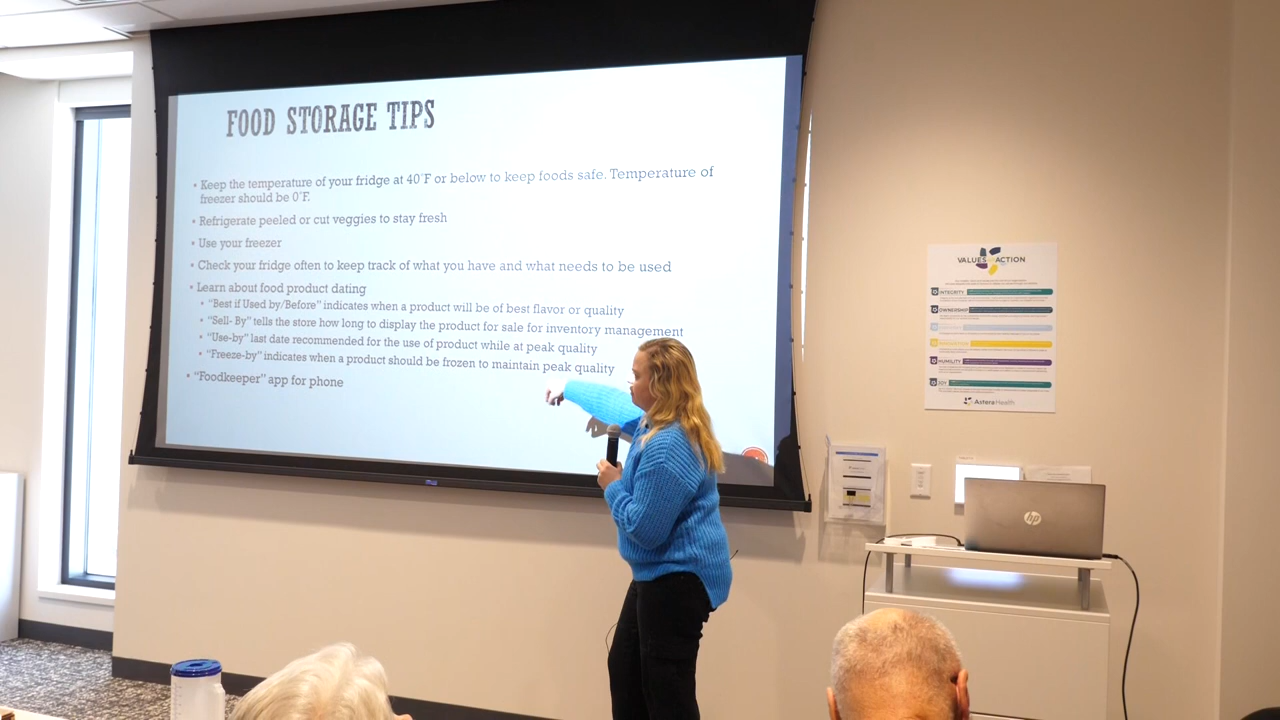 FOOD STORAGE TIPS
• Keep the temperature of your fridge at 40°F or below to keep foods safe. Temperature of
freezer should be 0°F.
• Refrigerate peeled or cut veggies to stay fresh
• Use your freezer
• Check your fridge often to keep track of what you have and what needs to be used
• Learn about food product dating
• "Best if Used by/Before" indicates when a product will be of best flavor or quality
• "Sell- By" tells the store how long to display the product for sale for inventory management
• "Use-by" last date recommended for the use of product while at peak quality
• "Freeze-by" indicates when a product should be frozen to maintain peak quality
• "Foodkeeper" app for phone
VALUES ACTION
INTEGRITY
OWNERSHIP
HUMILITY
JOY
Astera Health
hp